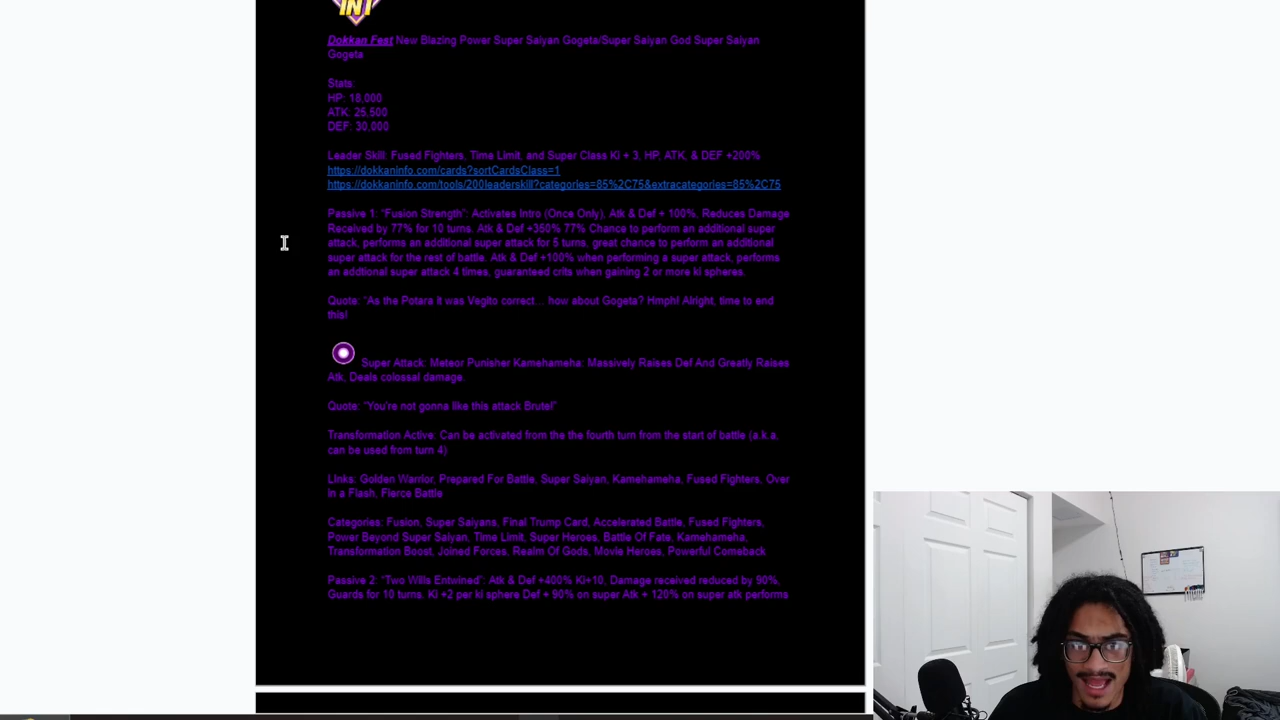 INT
Dokkan Fest New Blazing Power Super Saiyan Gogeta/Super Saiyan God Super Saiyan
Gogeta
Stats:
HP: 18,000
ATK: 25,500
DEF: 30,000
Leader Skill: Fused Fighters, Time Limit, and Super Class Ki + 3, HP, ATK, & DEF +200%
https://dokkaninfo.com/cards?sortCardsClass=1
https://dokkaninfo.com/tools/200leaderskill?categories=85%2C75&extracategories=85%2C75
Passive 1: “Fusion Strength”: Activates Intro (Once Only), Atk & Def + 100%, Reduces Damage
Received by 77% for 10 turns. Atk & Def +350% 77% Chance to perform an additional super
attack, performs an additional super attack for 5 turns, great chance to perform an additional
super attack for the rest of battle. Atk & Def +100% when performing a super attack, performs
an addtional super attack 4 times, guaranteed crits when gaining 2 or more ki spheres.
Quote: “As the Potara it was Vegito correct… how about Gogeta? Hmph! Alright, time to end
this!
Super Attack: Meteor Punisher Kamehameha: Massively Raises Def And Greatly Raises
Atk, Deals colossal damage.
Quote: “You’re not gonna like this attack Brute!”
Transformation Active: Can be activated from the the fourth turn from the start of battle (a.k.a.
can be used from turn 4)
Links: Golden Warrior, Prepared For Battle, Super Saiyan, Kamehameha, Fused Fighters, Over
in a Flash, Fierce Battle
Categories: Fusion, Super Saiyans, Final Trump Card, Accelerated Battle, Fused Fighters,
Power Beyond Super Saiyan, Time Limit, Super Heroes, Battle Of Fate, Kamehameha,
Transformation Boost, Joined Forces, Realm Of Gods, Movie Heroes, Powerful Comeback
Passive 2: “Two Wills Entwined”: Atk & Def +400% Ki+10, Damage received reduced by 90%,
Guards for 10 turns, Ki +2 per ki sphere Def + 90% on super Atk + 120% on super atk performs